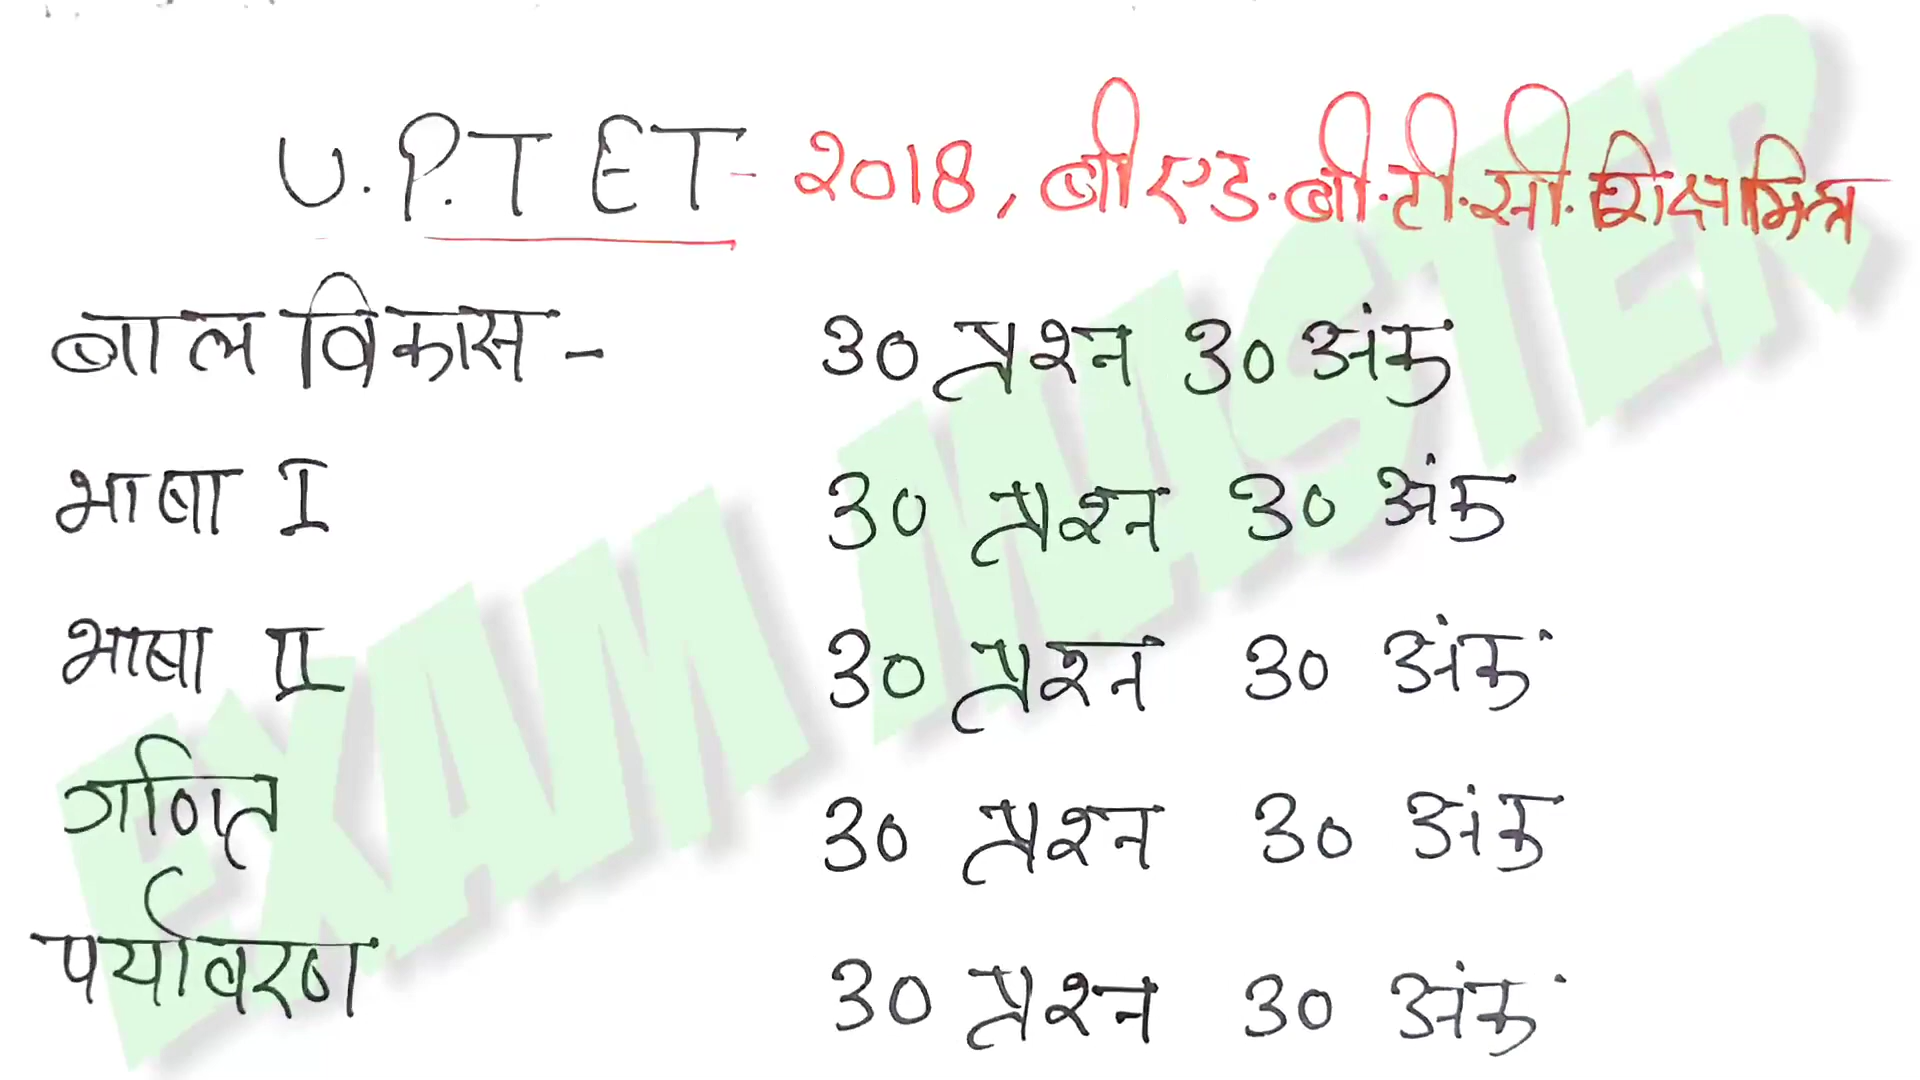 U.P.TET- २०18, बीएड.बी.टी.सी.शिक्षामित्र
बाल विकास - 30 प्रश्न 30 अंक
भाषा I 30 प्रश्न 30 अंक
भाषा II 30 प्रश्न 30 अंक
गणित 30 प्रश्न 30 अंक
पर्यावरण 30 प्रश्न 30 अंक
EXAM MASTER